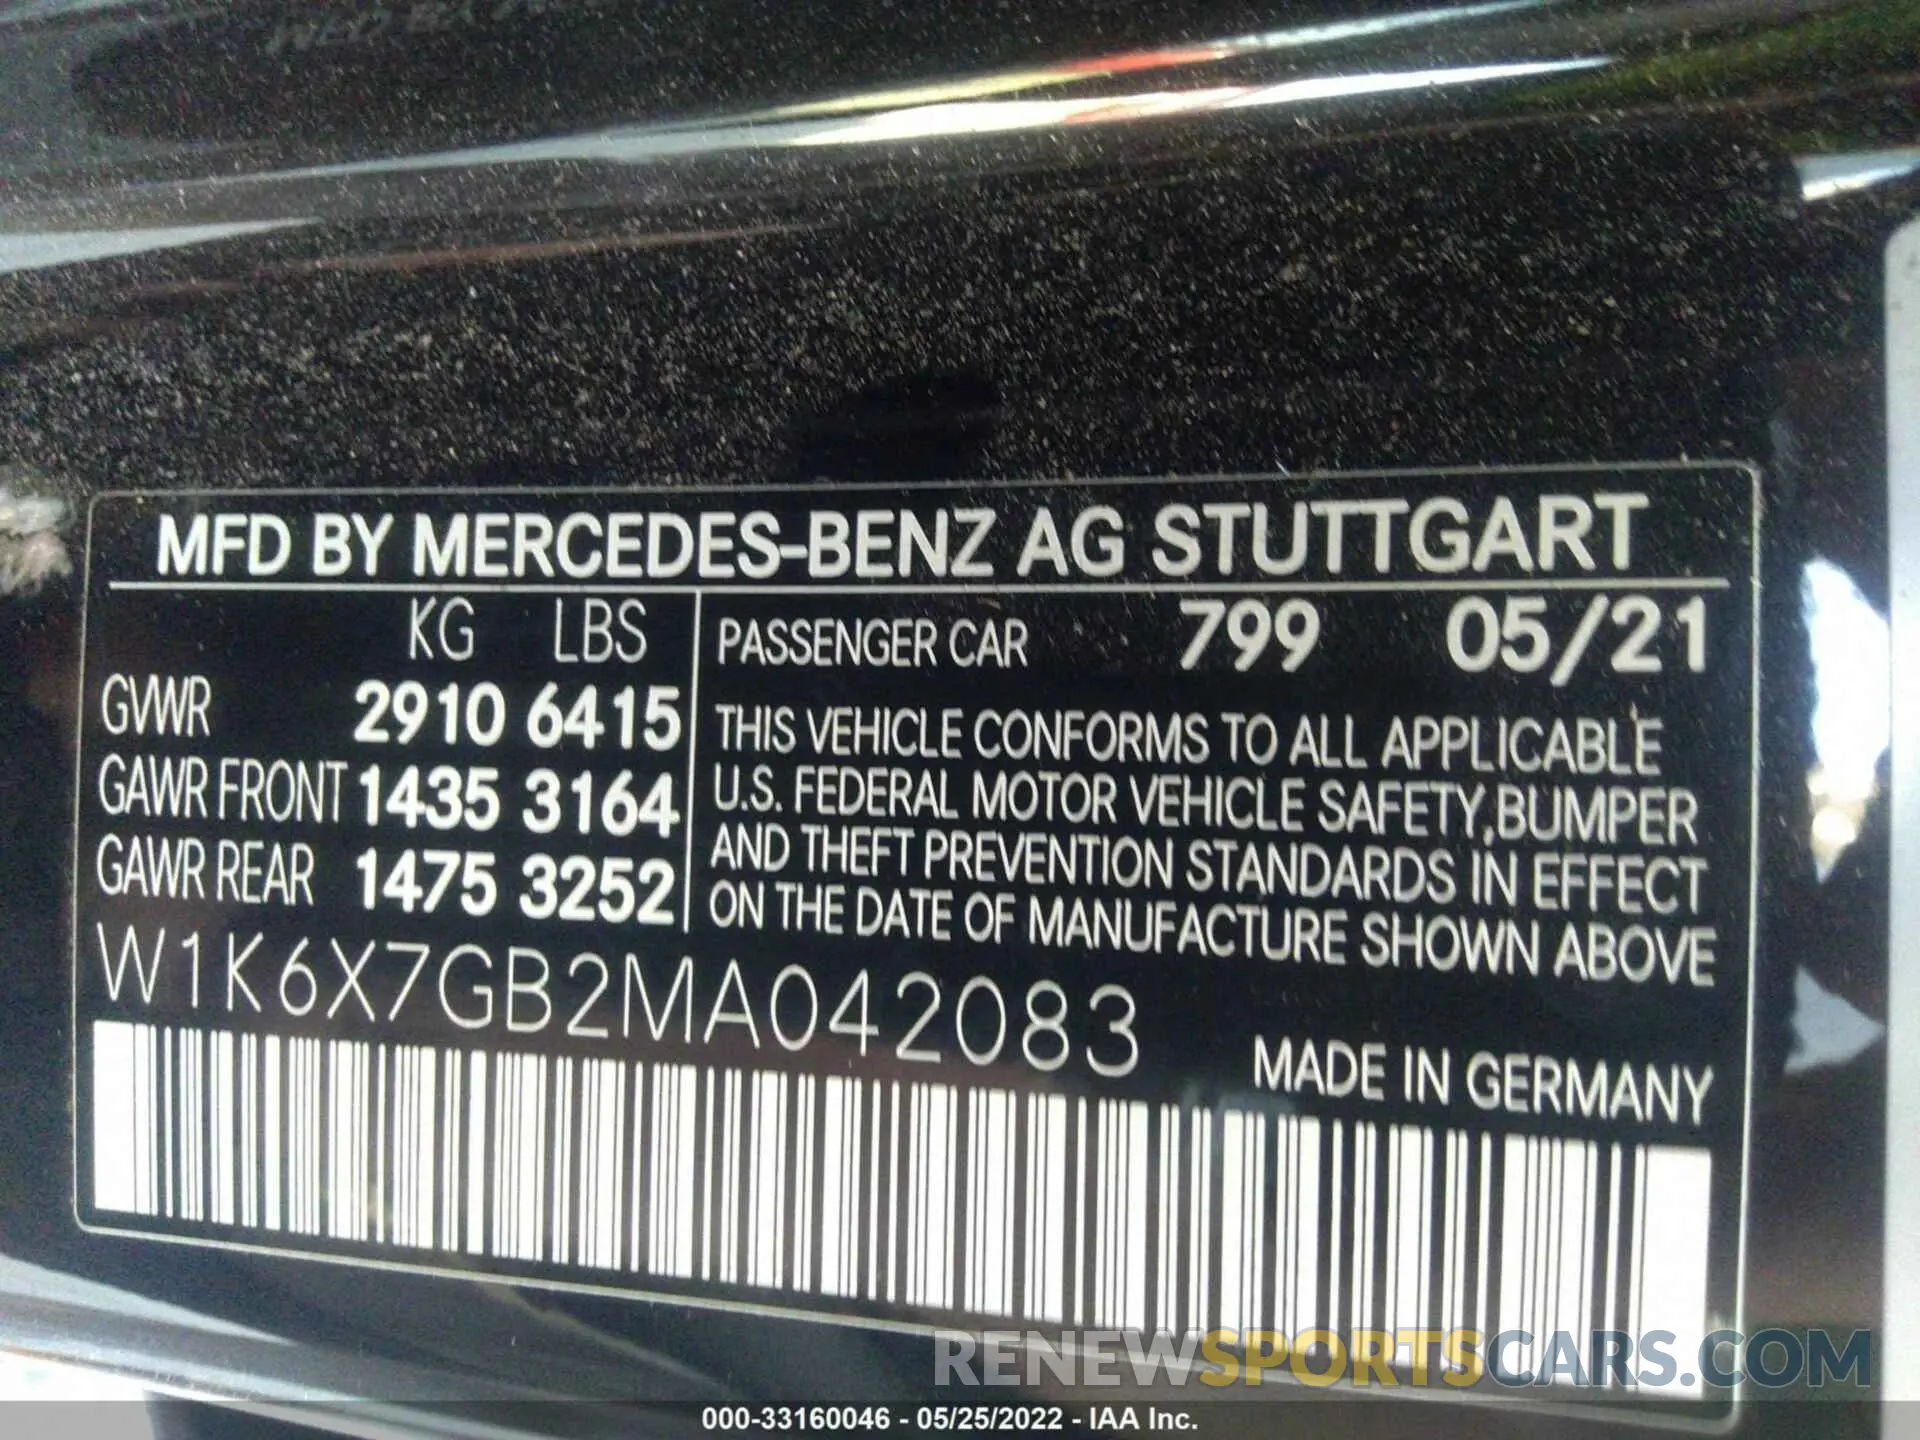 MFD BY MERCEDES-BENZ AG STUTTGART
KG LBS
GVWR 2910 6415
GAWR FRONT 1435 3164
GAWR REAR 1475 3252
PASSENGER CAR 799 05/21
THIS VEHICLE CONFORMS TO ALL APPLICABLE
U.S. FEDERAL MOTOR VEHICLE SAFETY,BUMPER
AND THEFT PREVENTION STANDARDS IN EFFECT
ON THE DATE OF MANUFACTURE SHOWN ABOVE
W1K6X7GB2MA042083
MADE IN GERMANY
RENEWSPORTSCARS.COM
000-33160046 - 05/25/2022 - IAA Inc.